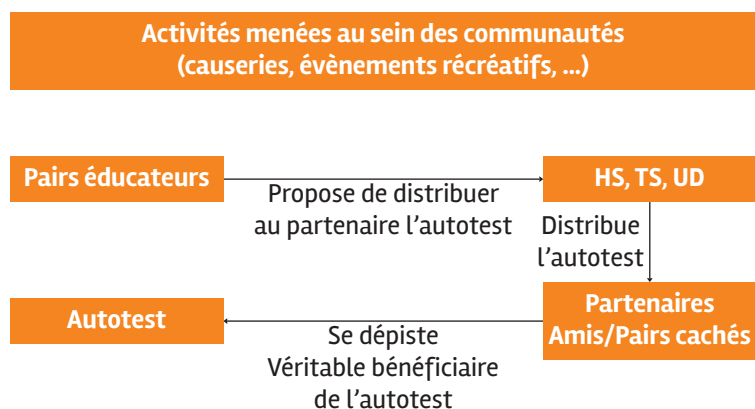 Activités menées au sein des communautés
(causeries, évènements récréatifs, ...)
Pairs éducateurs
Propose de distribuer
au partenaire l'autotest
HS, TS, UD
Distribue
l'autotest
Partenaires
Amis/Pairs cachés
Se dépiste
Véritable bénéficiaire
de l'autotest
Autotest